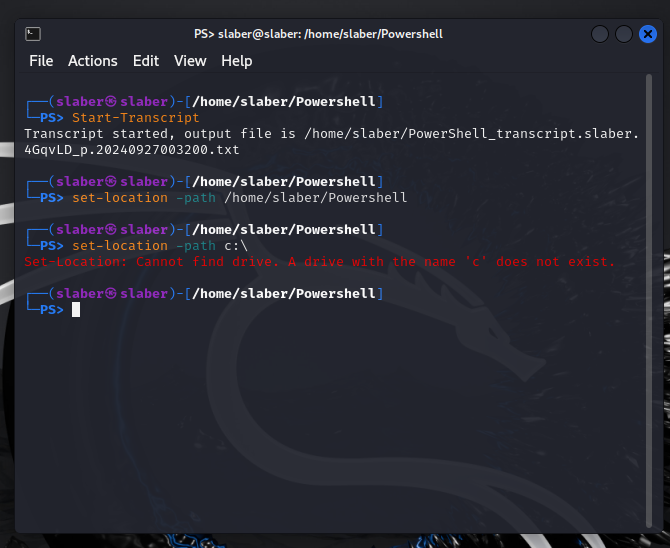 PS> slaber@slaber: /home/slaber/Powershell
File Actions Edit View Help
┌──(slaber㉿slaber)-[/home/slaber/Powershell]
└─PS> Start-Transcript
Transcript started, output file is /home/slaber/PowerShell_transcript.slaber.
4GqvLD_p.20240927003200.txt
┌──(slaber㉿slaber)-[/home/slaber/Powershell]
└─PS> set-location -path /home/slaber/Powershell
┌──(slaber㉿slaber)-[/home/slaber/Powershell]
└─PS> set-location -path c:\
Set-Location: Cannot find drive. A drive with the name 'c' does not exist.
┌──(slaber㉿slaber)-[/home/slaber/Powershell]
└─PS>